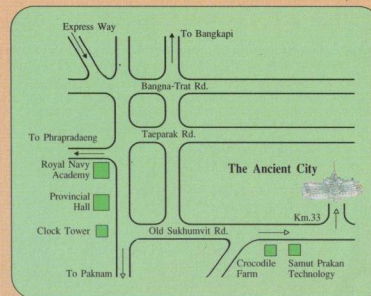 Express Way
To Bangkapi
Bangna-Trat Rd.
To Phrapradaeng
Taeparak Rd.
Royal Navy
Academy
The Ancient City
Provincial
Hall
Km.33
Clock Tower
Old Sukhumvit Rd.
To Paknam
Crocodile
Farm
Samut Prakan
Technology